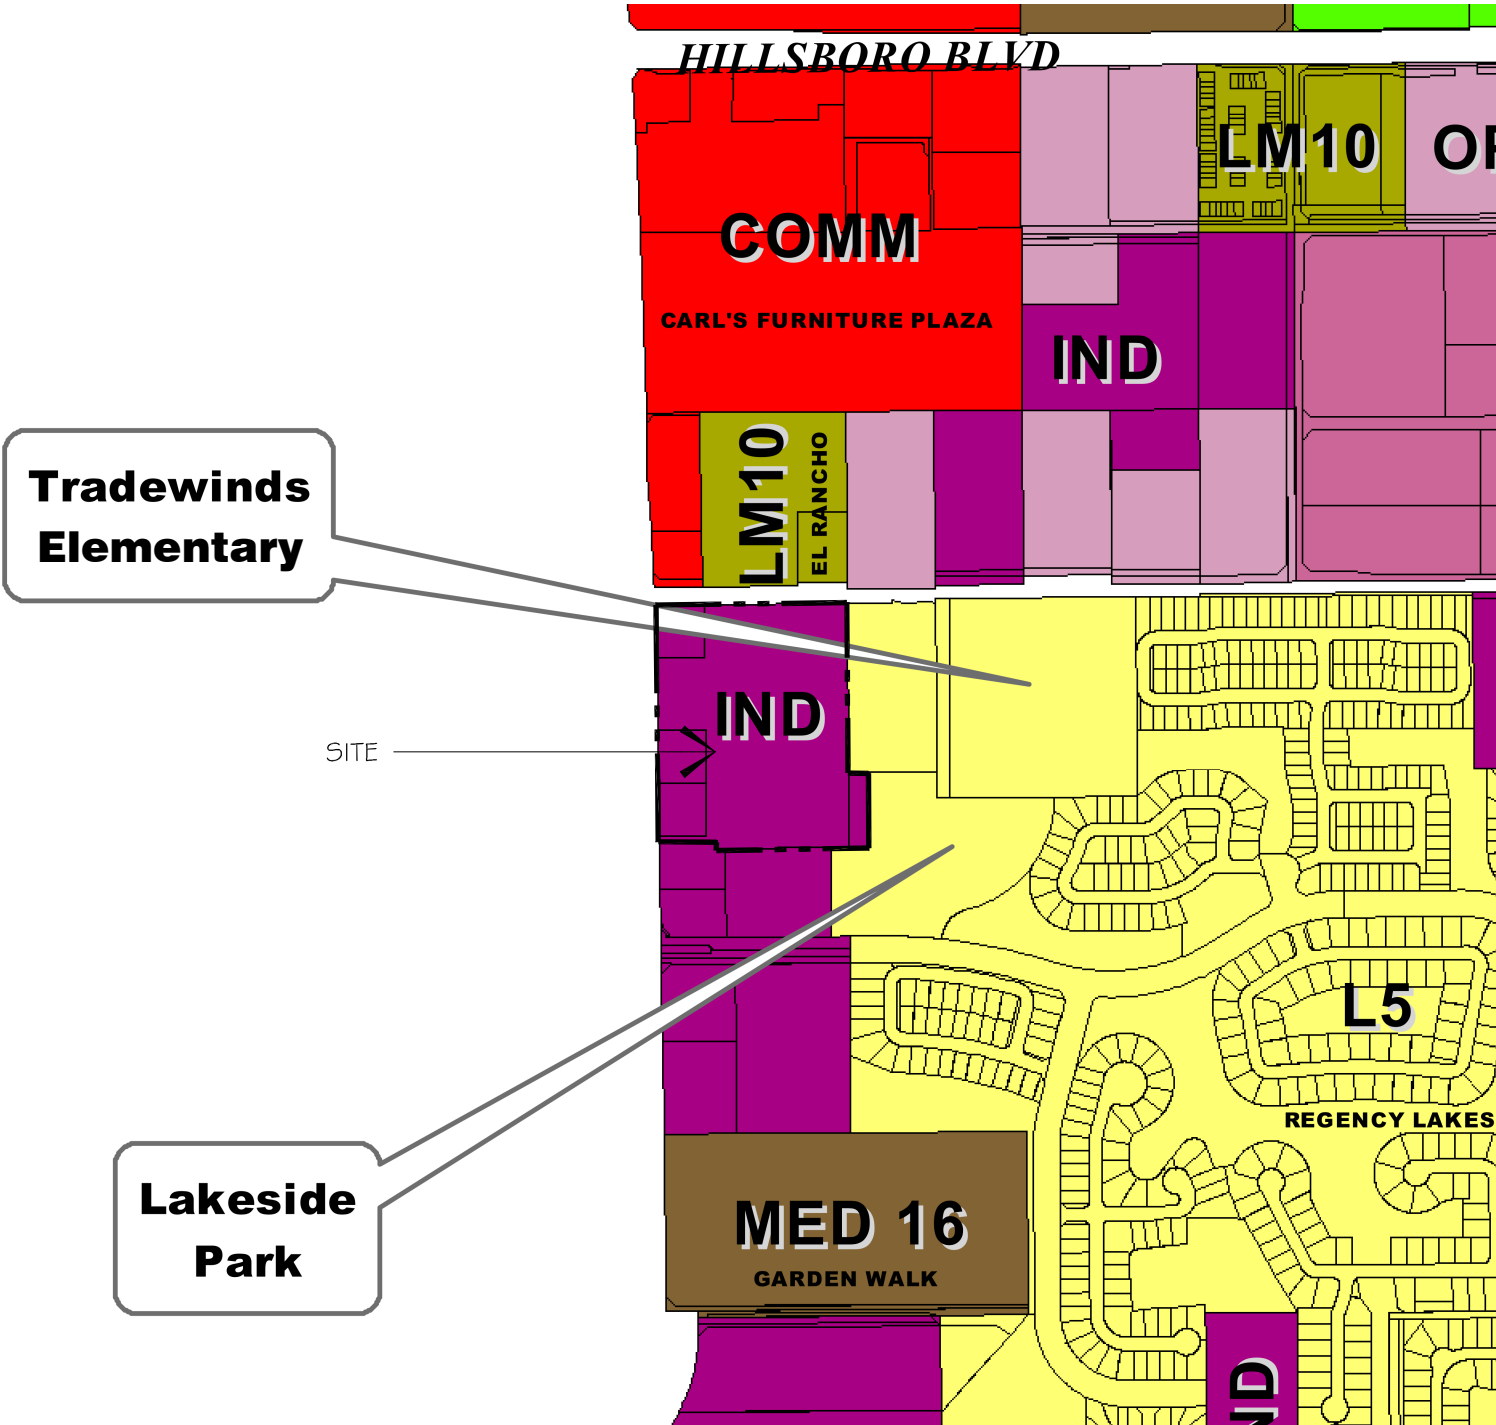 HILLSBORO BLVD
LM10
COMM
CARL'S FURNITURE PLAZA
IND
LM10
EL RANCHO
Tradewinds
Elementary
IND
SITE
L5
REGENCY LAKES
Lakeside
Park
MED 16
GARDEN WALK